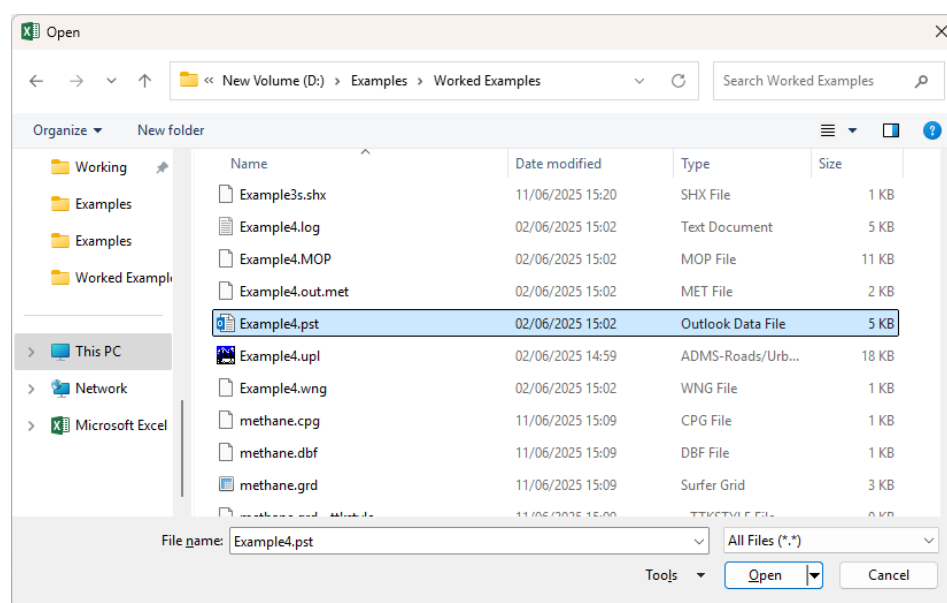 Open
« New Volume (D:) > Examples > Worked Examples
Search Worked Examples
Organize New folder
Name Date modified Type Size
Working
Examples
Examples
Worked Example
This PC
Network
Microsoft Excel
Example3s.shx 11/06/2025 15:20 SHX File 1 KB
Example4.log 02/06/2025 15:02 Text Document 5 KB
Example4.MOP 02/06/2025 15:02 MOP File 11 KB
Example4.out.met 02/06/2025 15:02 MET File 2 KB
Example4.pst 02/06/2025 15:02 Outlook Data File 5 KB
Example4.upl 02/06/2025 14:59 ADMS-Roads/Urb... 18 KB
Example4.wng 02/06/2025 15:02 WNG File 1 KB
methane.cpg 11/06/2025 15:09 CPG File 1 KB
methane.dbf 11/06/2025 15:09 DBF File 1 KB
methane.grd 11/06/2025 15:09 Surfer Grid 3 KB
File name: Example4.pst All Files (*.*)
Tools Open Cancel